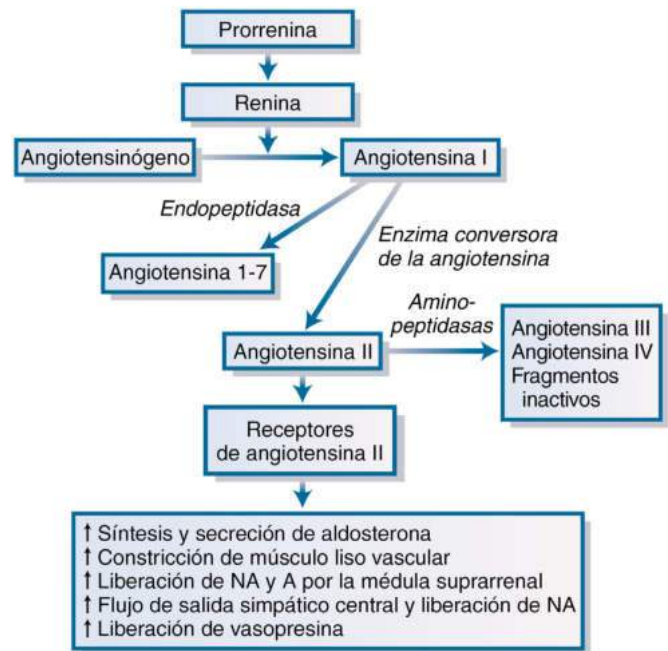 Prorrenina
Renina
Angiotensinógeno
Angiotensina I
Endopeptidasa
Enzima conversora
de la angiotensina
Angiotensina 1-7
Amino-
peptidasas
Angiotensina II
Angiotensina III
Angiotensina IV
Fragmentos
inactivos
Receptores
de angiotensina II
↑ Síntesis y secreción de aldosterona
↑ Constricción de músculo liso vascular
↑ Liberación de NA y A por la médula suprarrenal
↑ Flujo de salida simpático central y liberación de NA
↑ Liberación de vasopresina